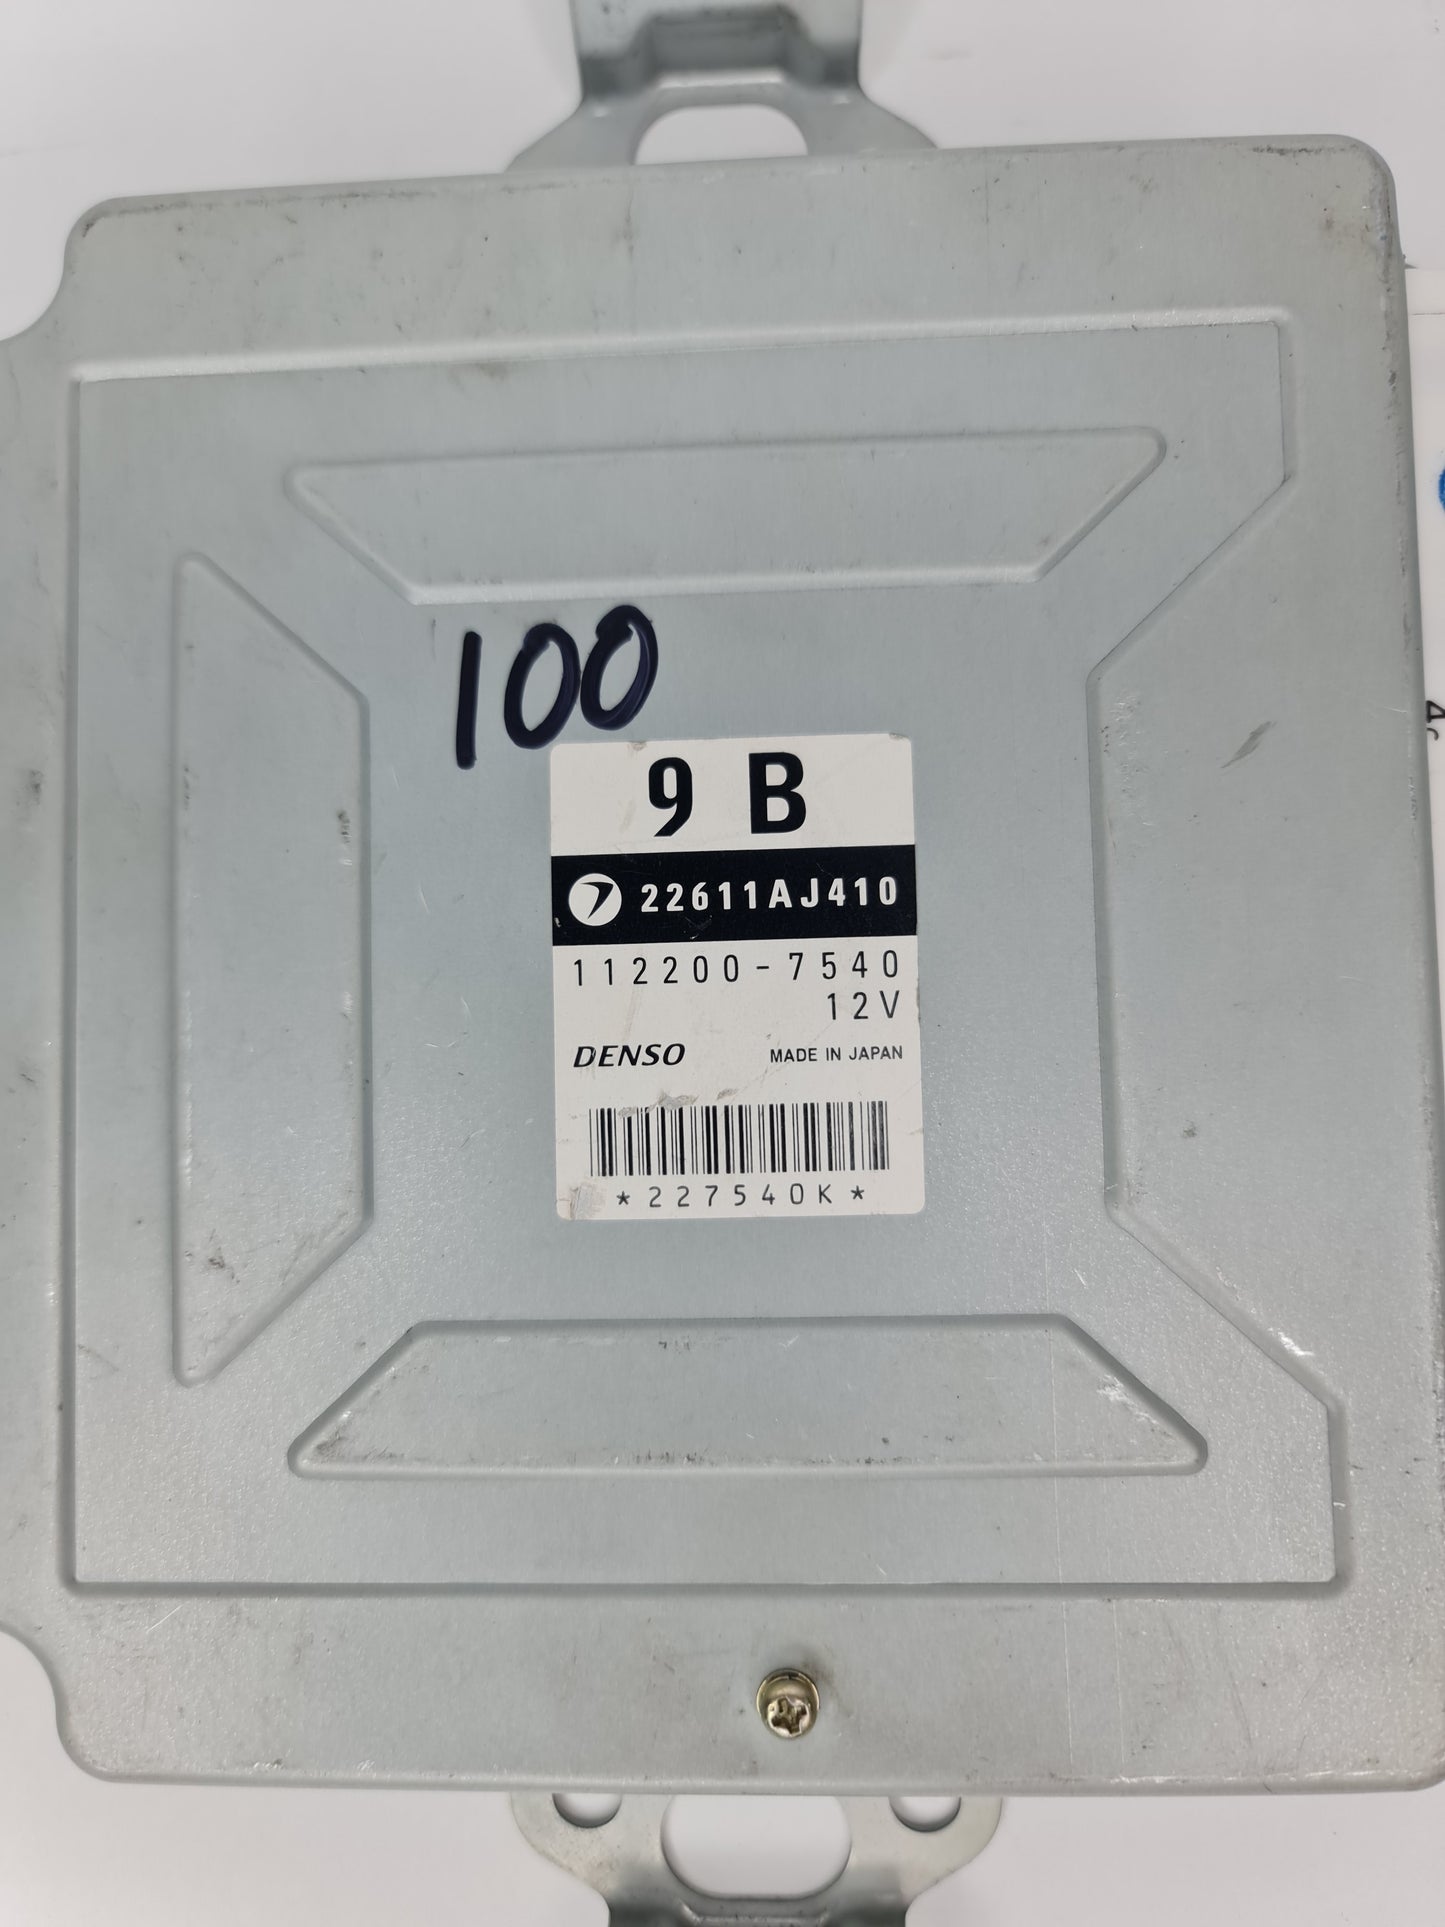 100
9 B
22611AJ410
112200-7540
12V
DENSO MADE IN JAPAN
*227540K*